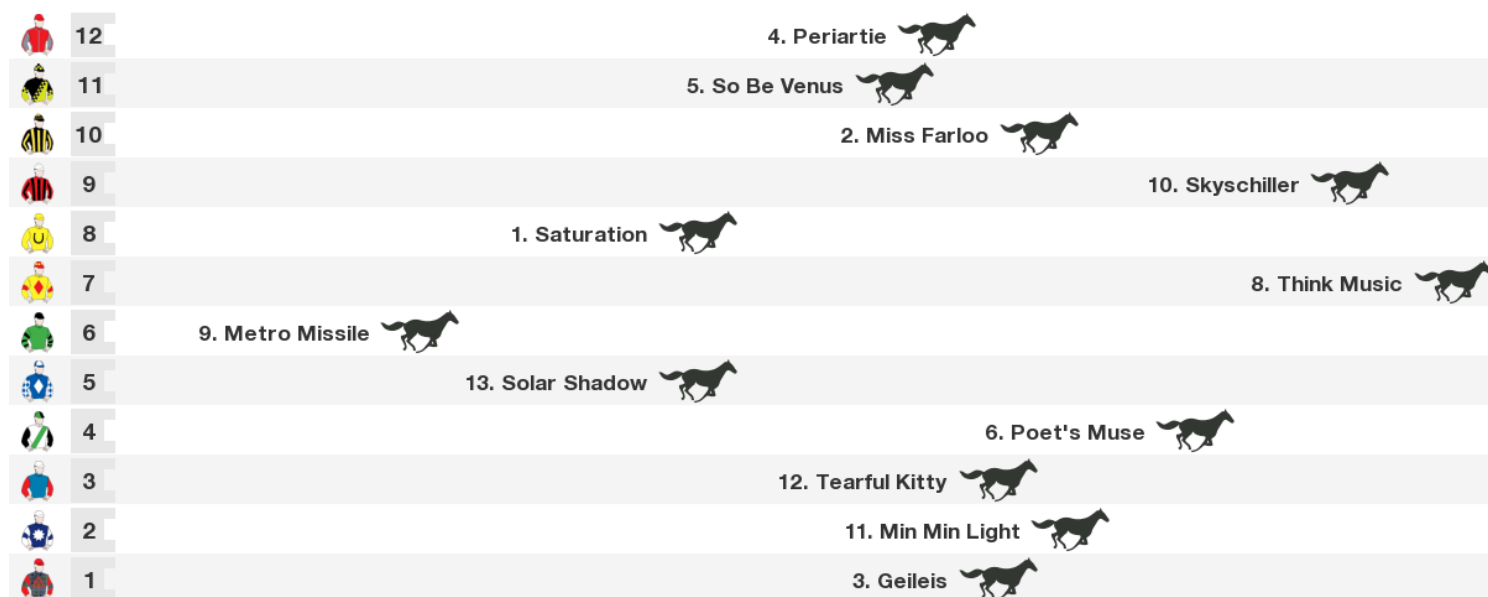 12 4. Periartie
11 5. So Be Venus
10 2. Miss Farloo
9 10. Skyschiller
8 1. Saturation
7 8. Think Music
6 9. Metro Missile
5 13. Solar Shadow
4 6. Poet's Muse
3 12. Tearful Kitty
2 11. Min Min Light
1 3. Geileis